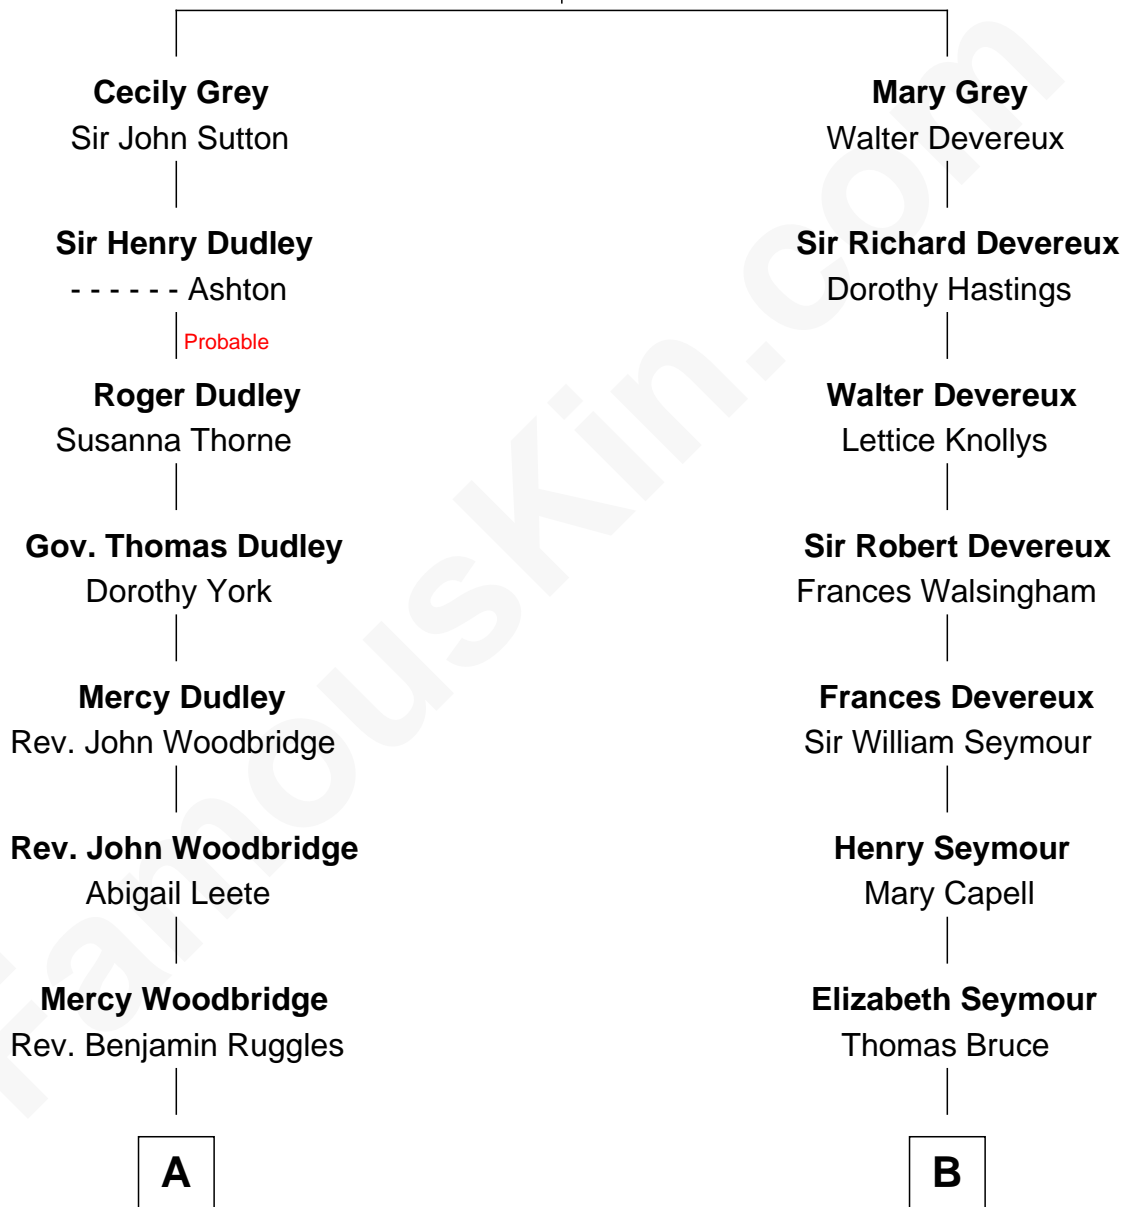 Cecily Grey
Sir John Sutton
Sir Henry Dudley
- - - - - - Ashton
Probable
Roger Dudley
Susanna Thorne
Gov. Thomas Dudley
Dorothy York
Mercy Dudley
Rev. John Woodbridge
Rev. John Woodbridge
Abigail Leete
Mercy Woodbridge
Rev. Benjamin Ruggles
A
Mary Grey
Walter Devereux
Sir Richard Devereux
Dorothy Hastings
Walter Devereux
Lettice Knollys
Sir Robert Devereux
Frances Walsingham
Frances Devereux
Sir William Seymour
Henry Seymour
Mary Capell
Elizabeth Seymour
Thomas Bruce
B
FamousKin.com